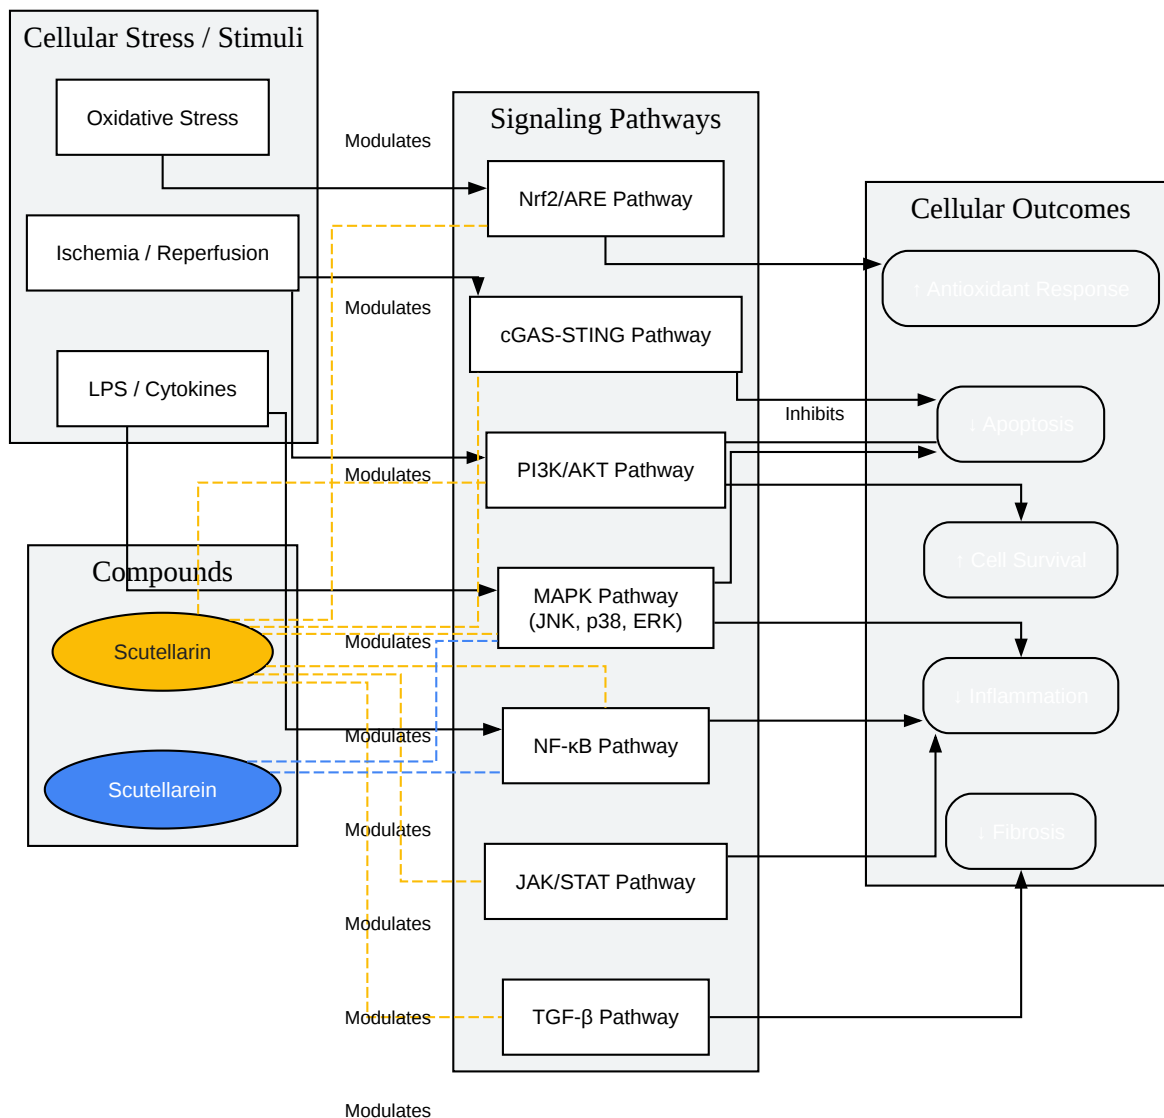 Cellular Stress / Stimuli
Oxidative Stress
Ischemia / Reperfusion
LPS / Cytokines
Compounds
Scutellarin
Scutellarein
Modulates
Modulates
Modulates
Modulates
Modulates
Modulates
Modulates
Modulates
Modulates
Signaling Pathways
Nrf2/ARE Pathway
cGAS-STING Pathway
PI3K/AKT Pathway
MAPK Pathway
(JNK, p38, ERK)
NF-κB Pathway
JAK/STAT Pathway
TGF-β Pathway
Inhibits
Cellular Outcomes
↑ Antioxidant Response
↓ Apoptosis
↑ Cell Survival
↓ Inflammation
↓ Fibrosis